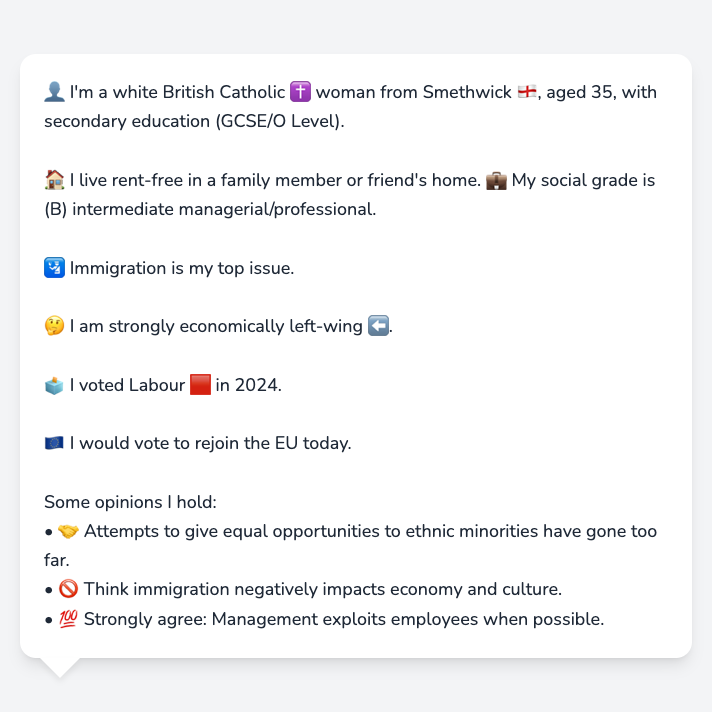 👤 I'm a white British Catholic ✝️ woman from Smethwick 🏴󠁧󠁢󠁥󠁮󠁧󠁿, aged 35, with
secondary education (GCSE/O Level).
🏠 I live rent-free in a family member or friend's home. 💼 My social grade is
(B) intermediate managerial/professional.
🛂 Immigration is my top issue.
🤔 I am strongly economically left-wing ⬅️.
🗳️ I voted Labour 🟥 in 2024.
🇪🇺 I would vote to rejoin the EU today.
Some opinions I hold:
• 🤝 Attempts to give equal opportunities to ethnic minorities have gone too
far.
• 🚫 Think immigration negatively impacts economy and culture.
• 💯 Strongly agree: Management exploits employees when possible.